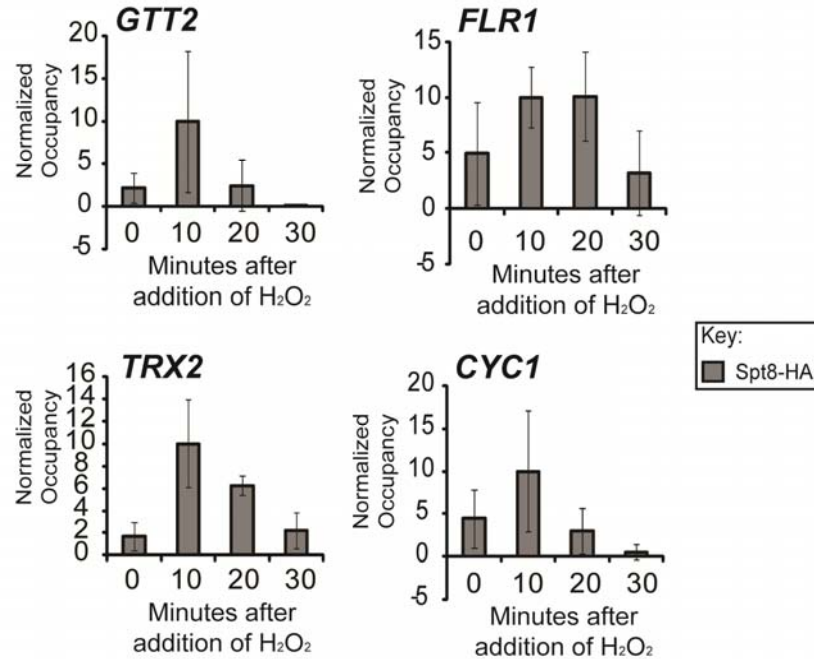 GTT2
Normalized
Occupancy
20
15
10
5
0
-5
0 10 20 30
Minutes after
addition of H₂O₂
FLR1
Normalized
Occupancy
15
10
5
0
-5
0 10 20 30
Minutes after
addition of H₂O₂
TRX2
Normalized
Occupancy
16
14
12
10
8
6
4
2
0
0 10 20 30
Minutes after
addition of H₂O₂
CYC1
Normalized
Occupancy
20
15
10
5
0
-5
0 10 20 30
Minutes after
addition of H₂O₂
Key:
Spt8-HA